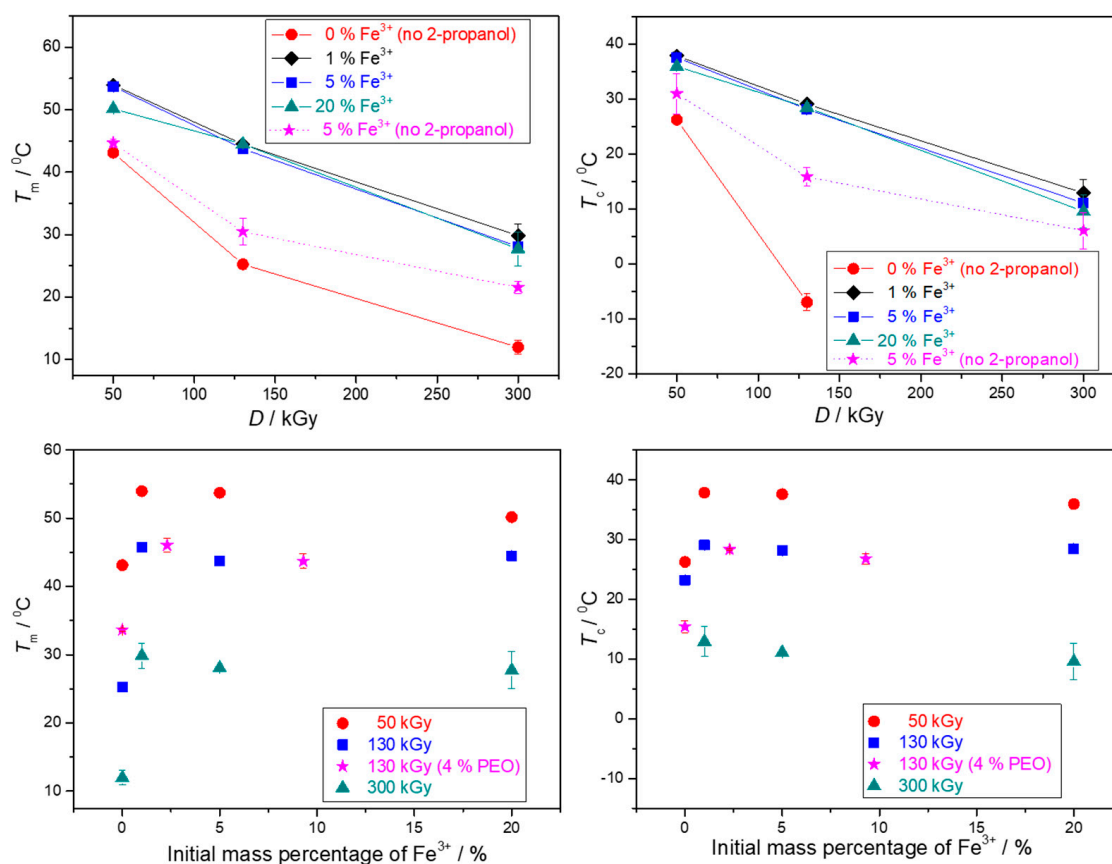 0 % Fe³⁺ (no 2-propanol)
1 % Fe³⁺
5 % Fe³⁺
20 % Fe³⁺
5 % Fe³⁺ (no 2-propanol)
60
50
40
30
20
10
Tₘ / ⁰C
50
100
150
200
250
300
D / kGy
40
30
20
10
0
-10
-20
T_c / ⁰C
0 % Fe³⁺ (no 2-propanol)
1 % Fe³⁺
5 % Fe³⁺
20 % Fe³⁺
5 % Fe³⁺ (no 2-propanol)
50
100
150
200
250
300
D / kGy
60
50
40
30
20
10
Tₘ / ⁰C
50 kGy
130 kGy
130 kGy (4 % PEO)
300 kGy
0
5
10
15
20
Initial mass percentage of Fe³⁺ / %
40
30
20
10
0
-10
T_c / ⁰C
50 kGy
130 kGy
130 kGy (4 % PEO)
300 kGy
0
5
10
15
20
Initial mass percentage of Fe³⁺ / %